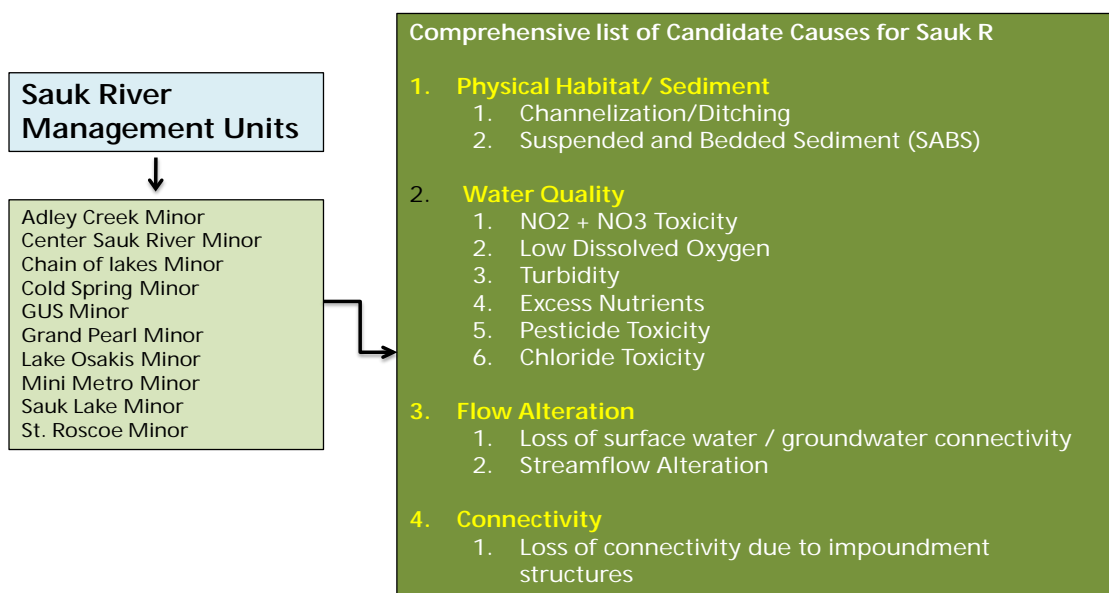 Sauk River
Management Units
Adley Creek Minor
Center Sauk River Minor
Chain of lakes Minor
Cold Spring Minor
GUS Minor
Grand Pearl Minor
Lake Osakis Minor
Mini Metro Minor
Sauk Lake Minor
St. Roscoe Minor
Comprehensive list of Candidate Causes for Sauk R
1. Physical Habitat/ Sediment
1. Channelization/Ditching
2. Suspended and Bedded Sediment (SABS)
2. Water Quality
1. NO2 + NO3 Toxicity
2. Low Dissolved Oxygen
3. Turbidity
4. Excess Nutrients
5. Pesticide Toxicity
6. Chloride Toxicity
3. Flow Alteration
1. Loss of surface water / groundwater connectivity
2. Streamflow Alteration
4. Connectivity
1. Loss of connectivity due to impoundment
structures